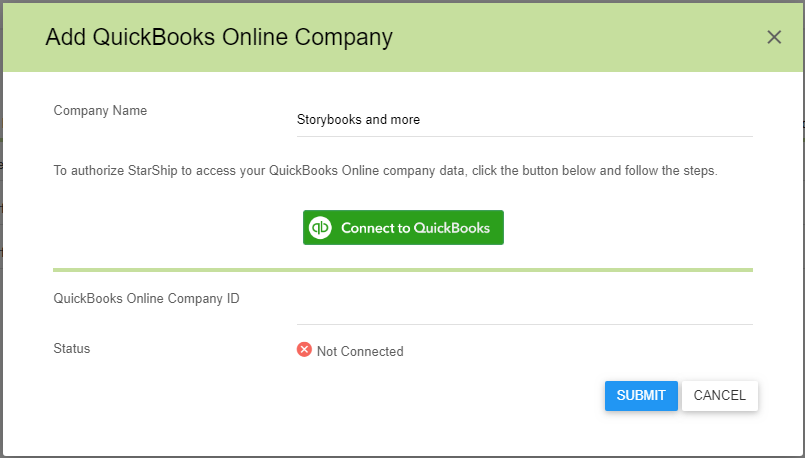 Add QuickBooks Online Company
Company Name
Storybooks and more
To authorize StarShip to access your QuickBooks Online company data, click the button below and follow the steps.
qb Connect to QuickBooks
QuickBooks Online Company ID
Status
Not Connected
SUBMIT CANCEL